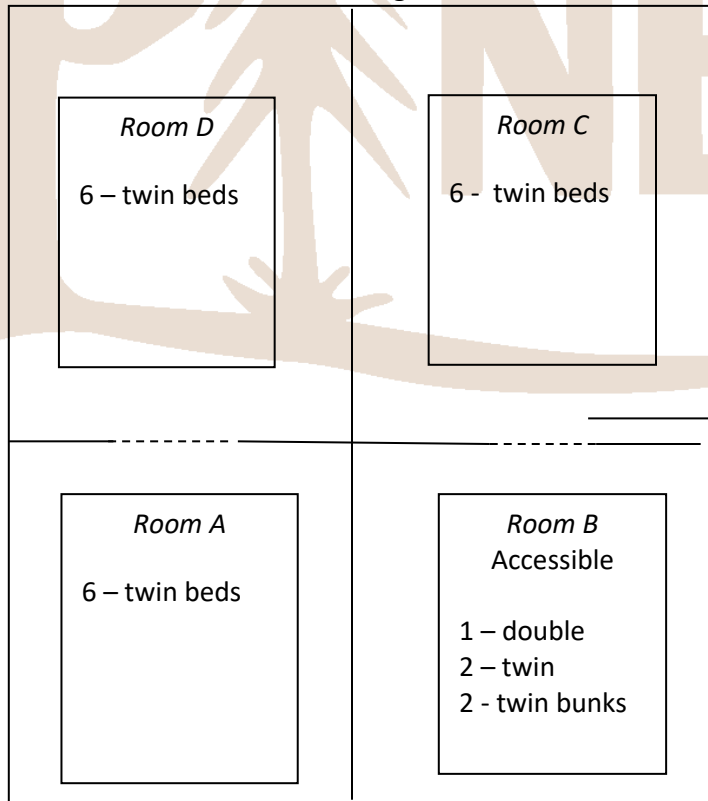 Room D
6 – twin beds
Room C
6 - twin beds
Room A
6 – twin beds
Room B
Accessible
1 – double
2 – twin
2 - twin bunks